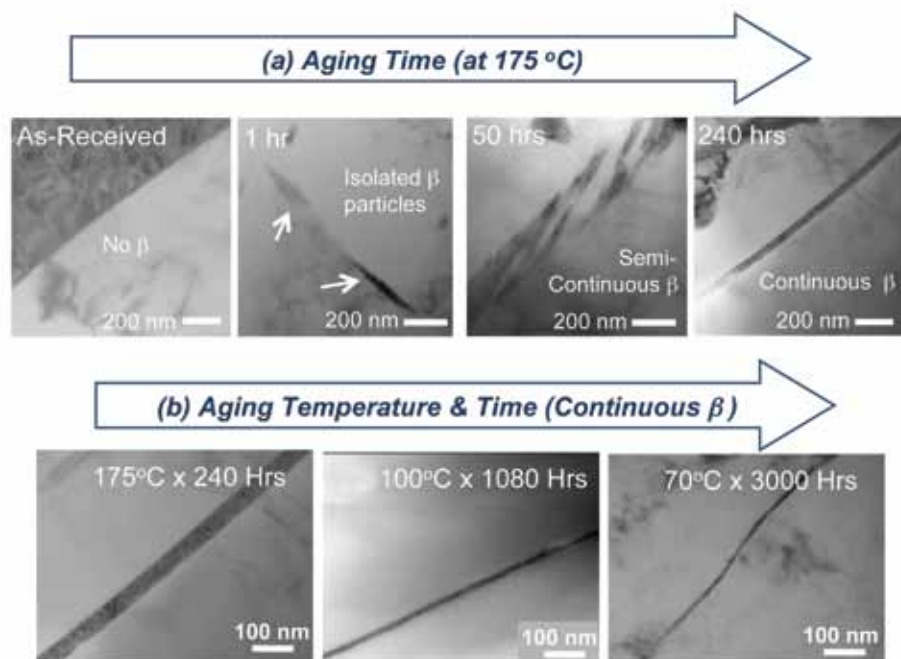 (a) Aging Time (at 175 °C)
As-Received
No β
200 nm
1 hr
Isolated β
particles
200 nm
50 hrs
Semi-
Continuous β
200 nm
240 hrs
Continuous β
200 nm
(b) Aging Temperature & Time (Continuous β)
175°C x 240 Hrs
100 nm
100°C x 1080 Hrs
100 nm
70°C x 3000 Hrs
100 nm